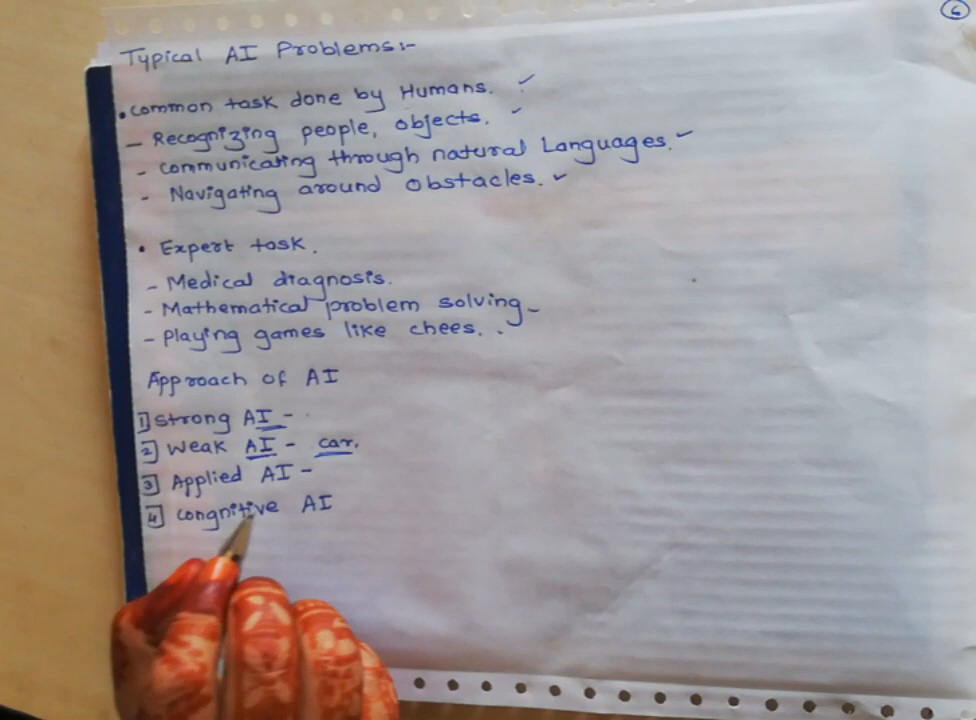 6
Typical AI Problems:-
• common task done by Humans. ✓
- Recognizing people, objects. ✓
- communicating through natural Languages. ✓
- Navigating around obstacles. ✓
• Expert task.
- Medical diagnosis.
- Mathematical problem solving -
- Playing games like chees. .
Approach of AI
1] strong AI - .
2] Weak AI - car.
3] Applied AI -
4] congnitive AI